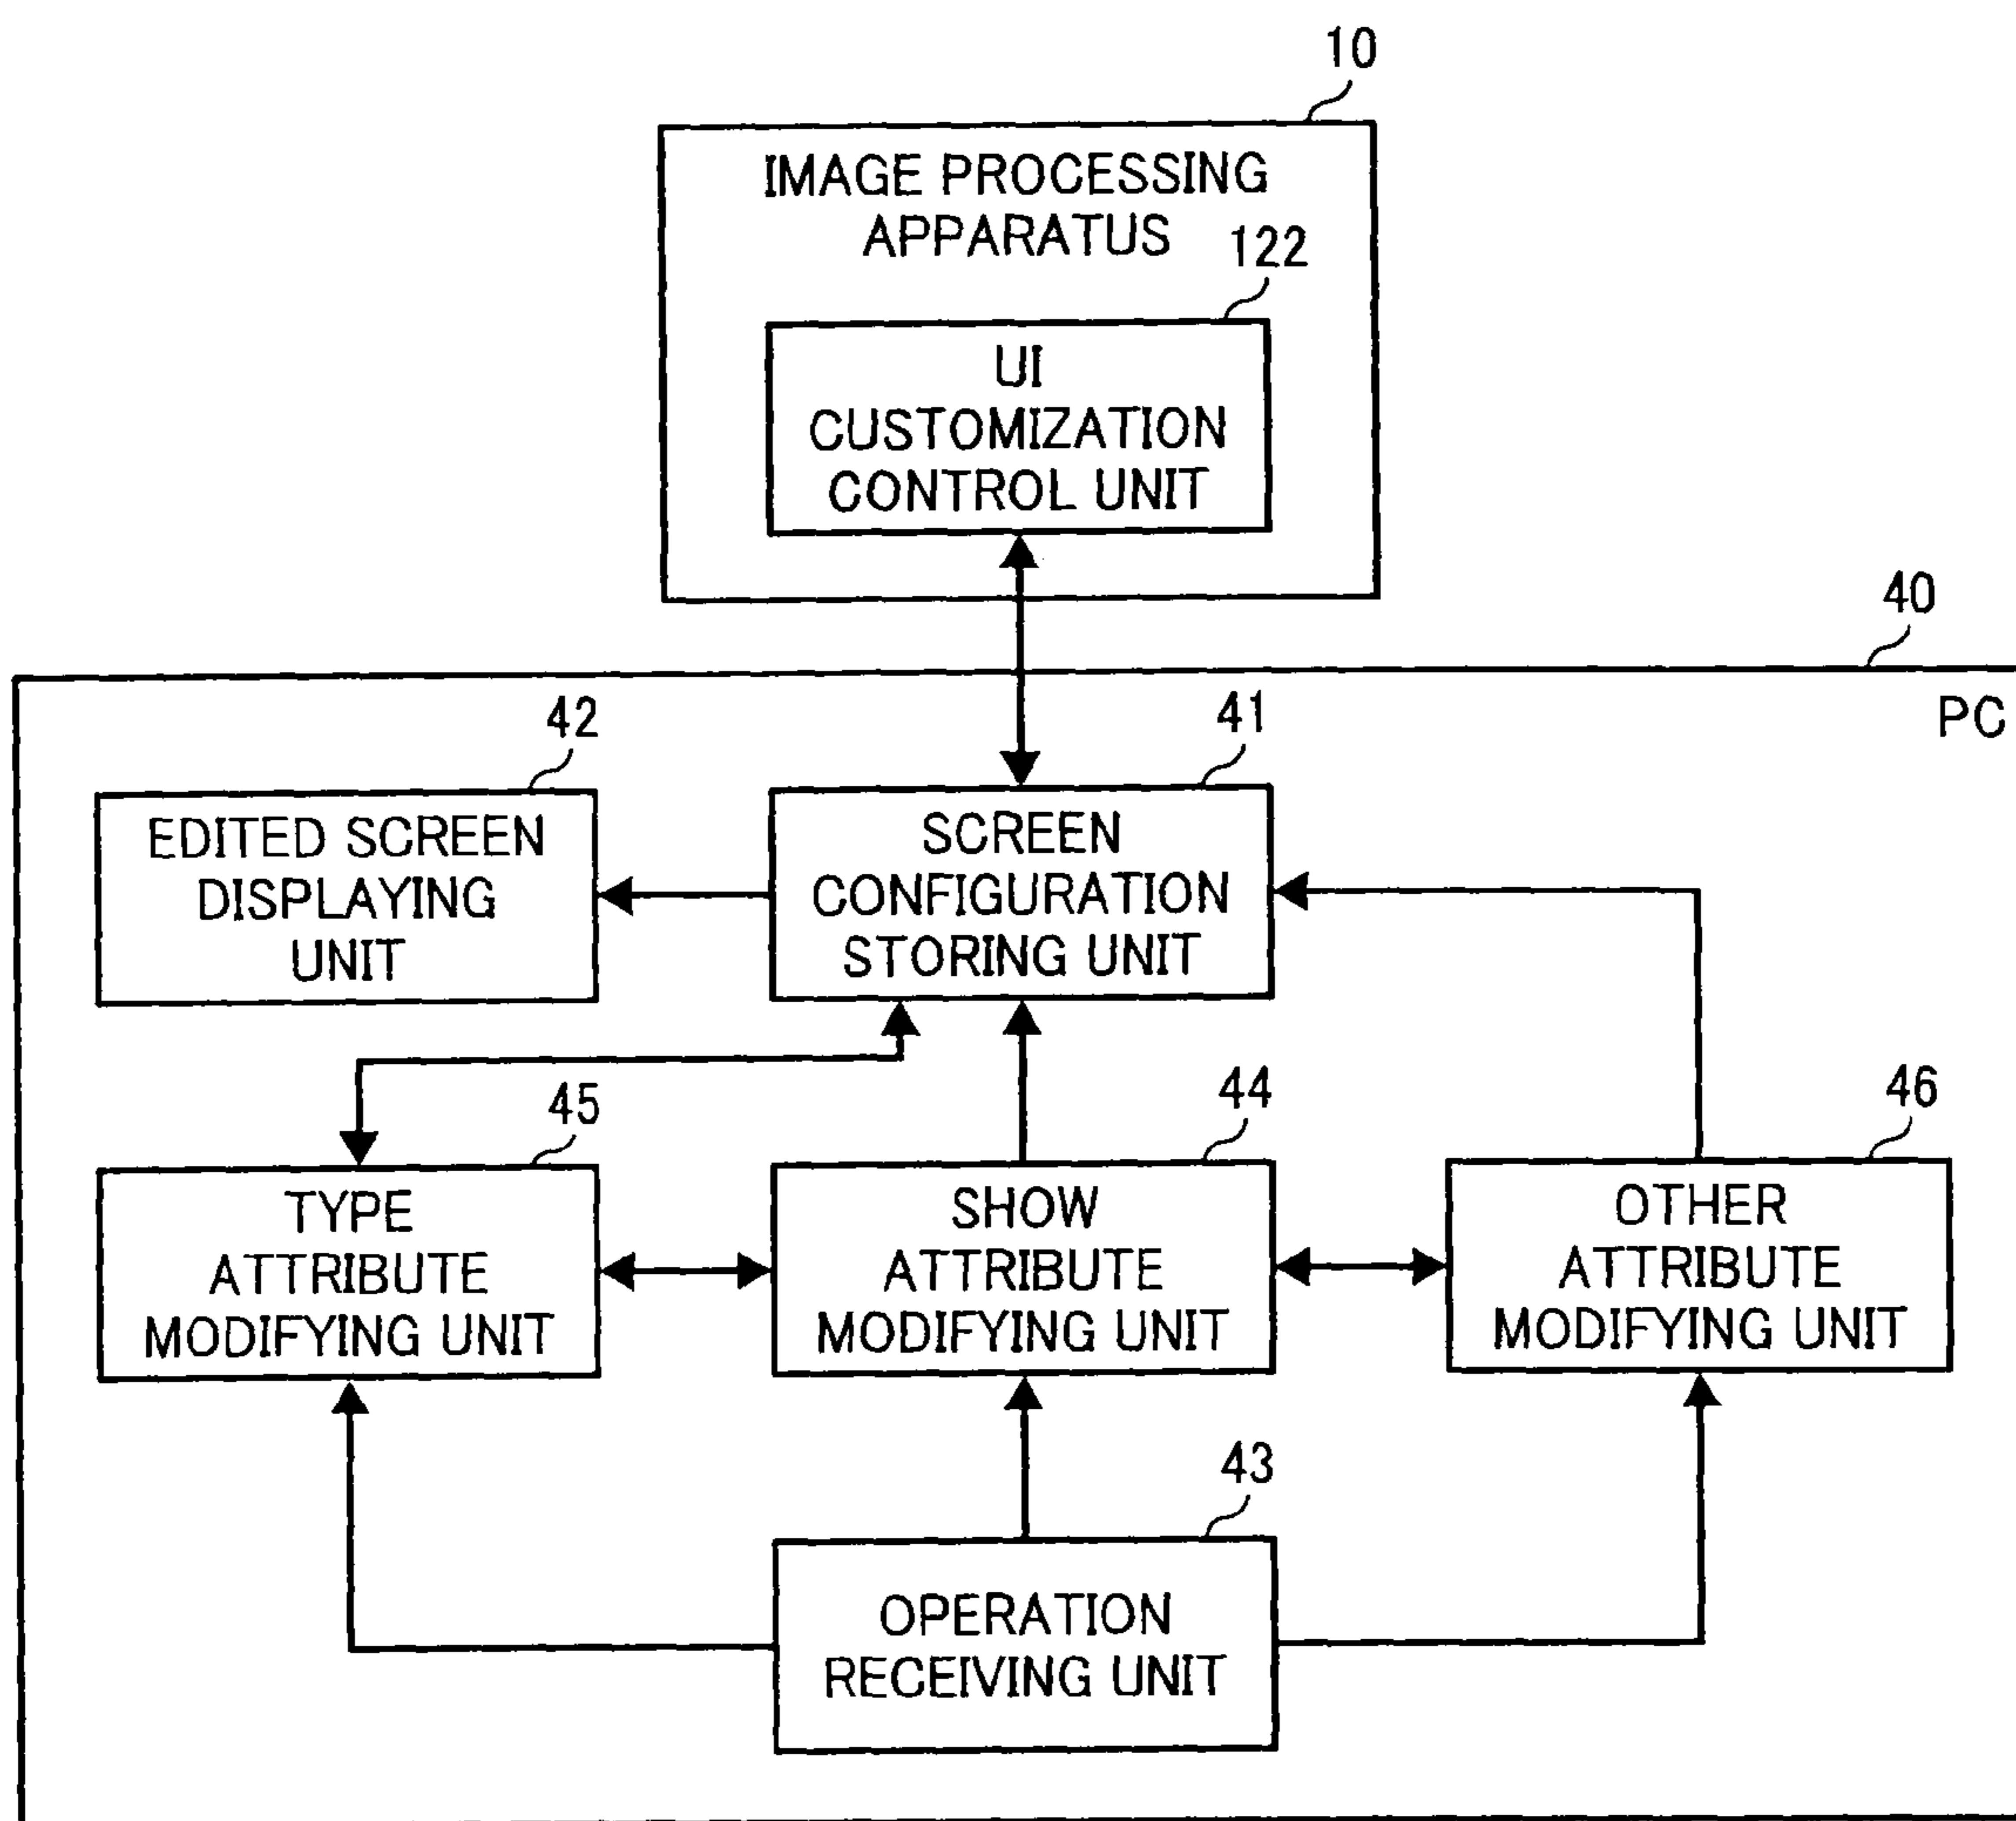 10
IMAGE PROCESSING
APPARATUS
122
UI
CUSTOMIZATION
CONTROL UNIT
40
PC
42
EDITED SCREEN
DISPLAYING
UNIT
41
SCREEN
CONFIGURATION
STORING UNIT
45
TYPE
ATTRIBUTE
MODIFYING UNIT
44
SHOW
ATTRIBUTE
MODIFYING UNIT
46
OTHER
ATTRIBUTE
MODIFYING UNIT
43
OPERATION
RECEIVING UNIT